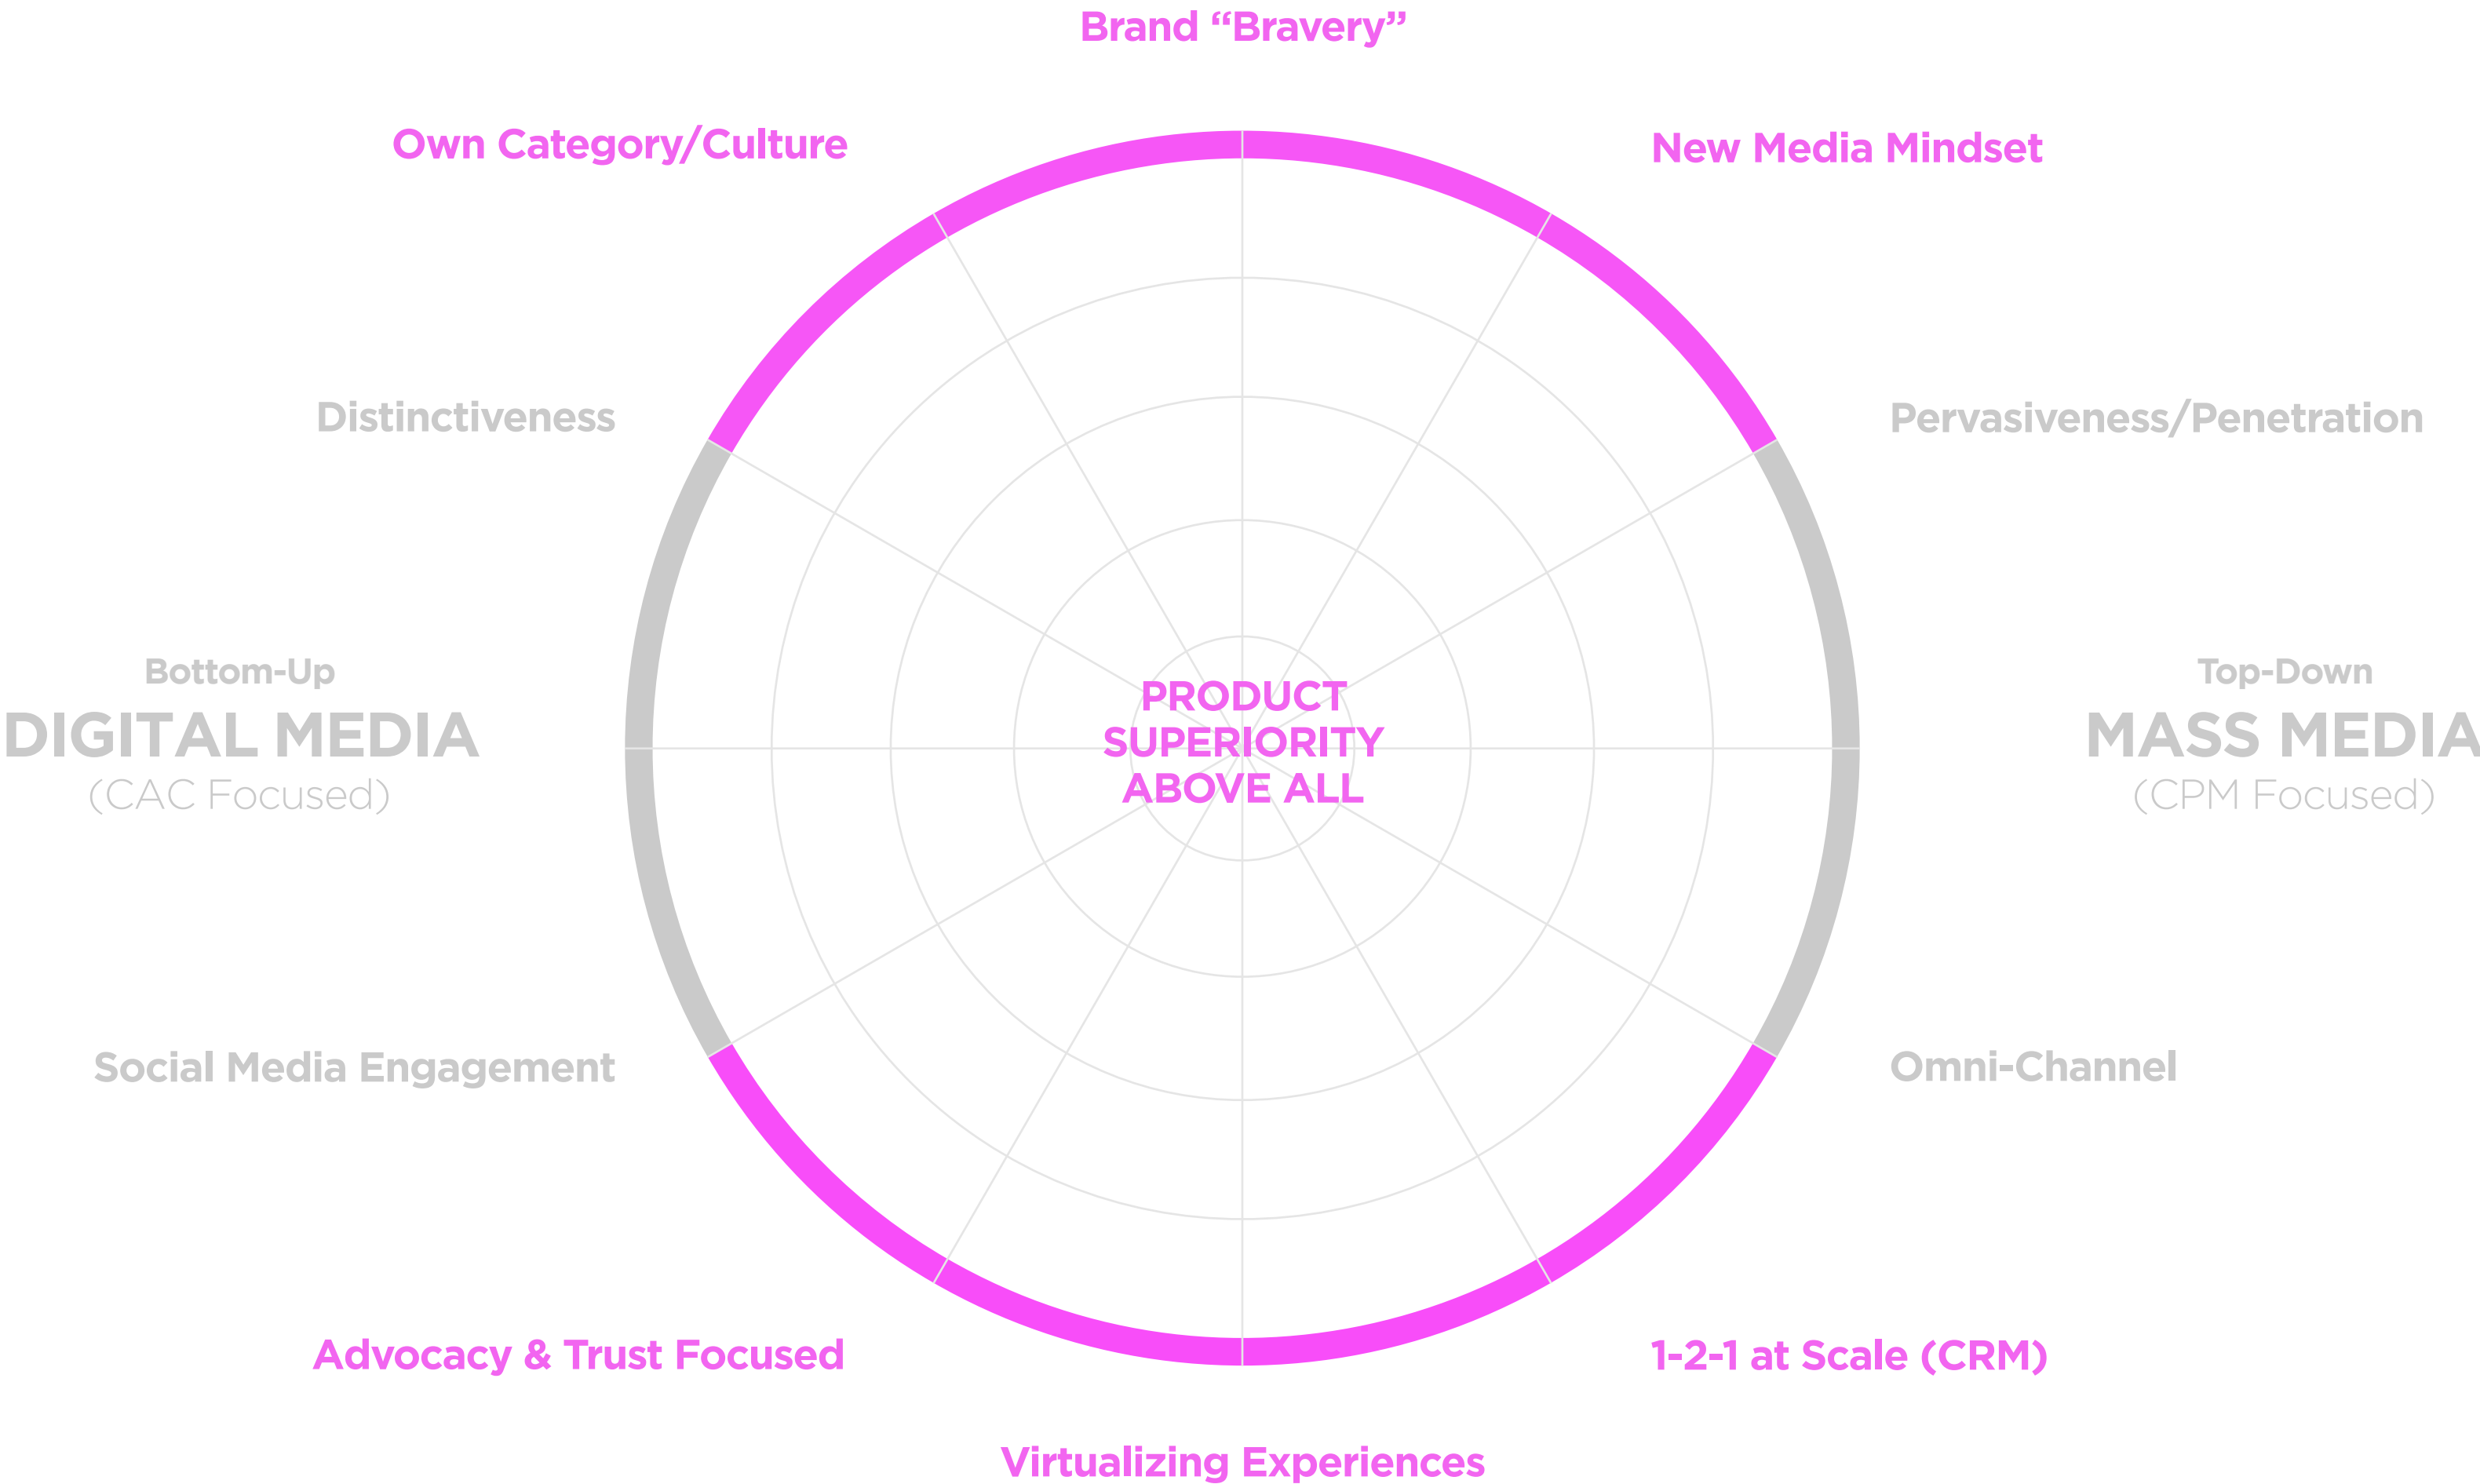 Brand “Bravery”
Own Category/Culture
New Media Mindset
Distinctiveness
Persvasiveness/Penetration
Bottom-Up
DIGITAL MEDIA
(CAC Focused)
PRODUCT
SUPERIORITY
ABOVE ALL
Top-Down
MASS MEDIA
(CPM Focused)
Social Media Engagement
Omni-Channel
Advocacy & Trust Focused
1-2-1 at Scale (CRM)
Virtualizing Experiences